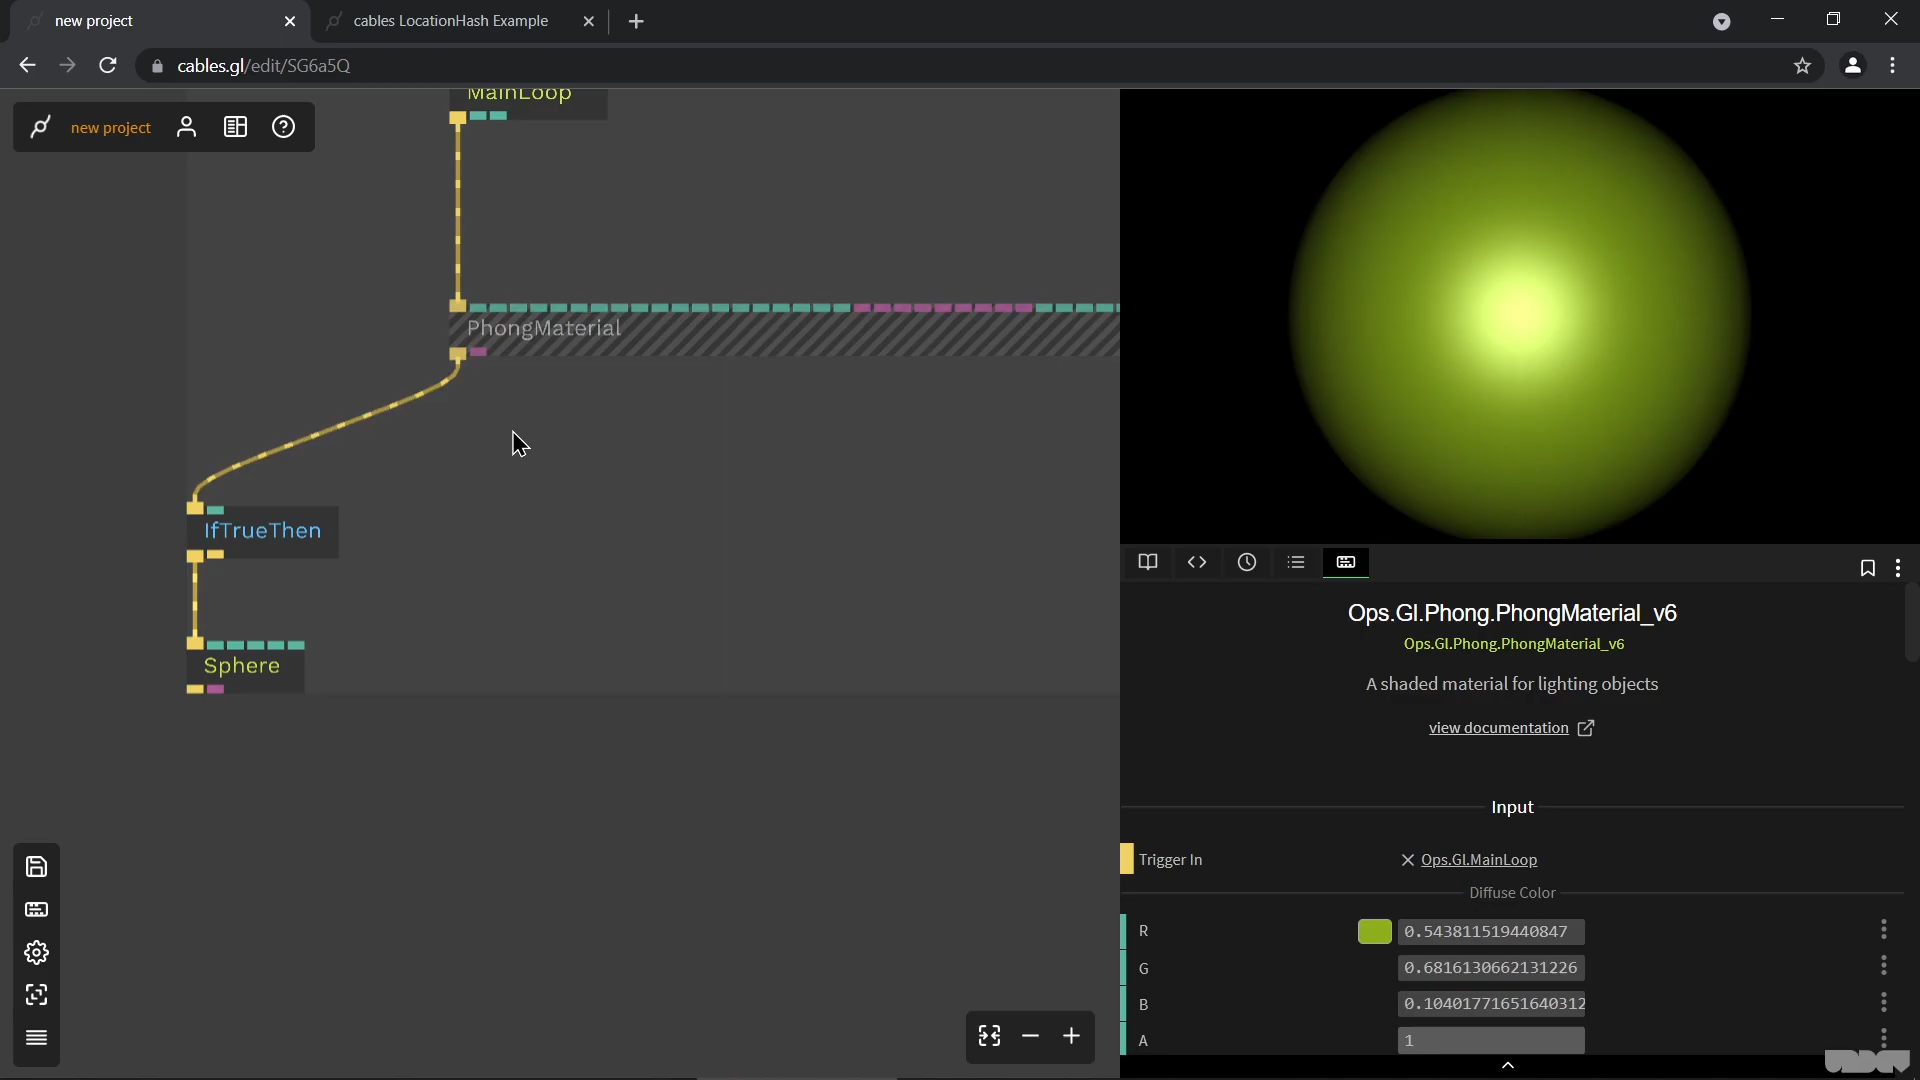 new project
cables LocationHash Example
cables.gl/edit/SG6a5Q
new project
MainLoop
PhongMaterial
IfTrueThen
Sphere
Ops.Gl.Phong.PhongMaterial_v6
Ops.Gl.Phong.PhongMaterial_v6
A shaded material for lighting objects
view documentation
Input
Trigger In
Ops.Gl.MainLoop
Diffuse Color
R
0.543811519440847
G
0.6816130662131226
B
0.10401771651640312
A
1